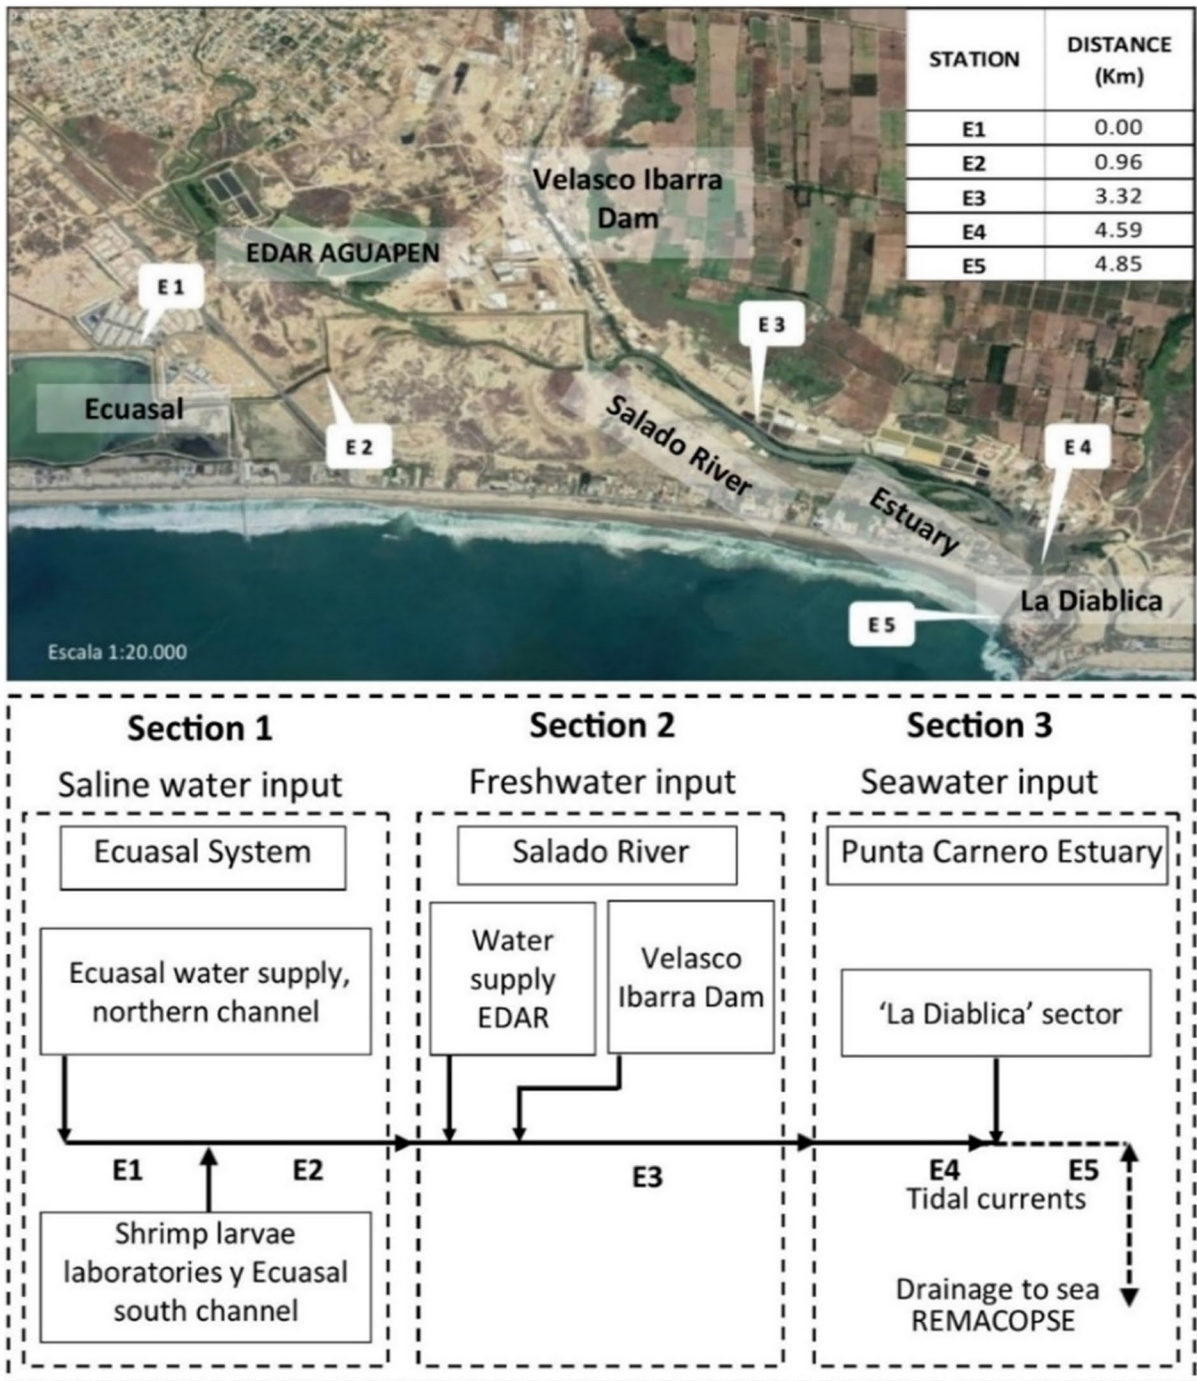 STATION DISTANCE (Km)
E1 0.00
E2 0.96
E3 3.32
E4 4.59
E5 4.85
Velasco Ibarra
Dam
EDAR AGUAPEN
E 1
E 3
Ecuasal
E 2
Salado River
E 4
Estuary
La Diablica
E 5
Escala 1:20.000
Section 1
Saline water input
Ecuasal System
Ecuasal water supply,
northern channel
E1
E2
Shrimp larvae
laboratories y Ecuasal
south channel
Section 2
Freshwater input
Salado River
Water
supply
EDAR
Velasco
Ibarra Dam
E3
Section 3
Seawater input
Punta Carnero Estuary
‘La Diablica’ sector
E4
E5
Tidal currents
Drainage to sea
REMACOPSE